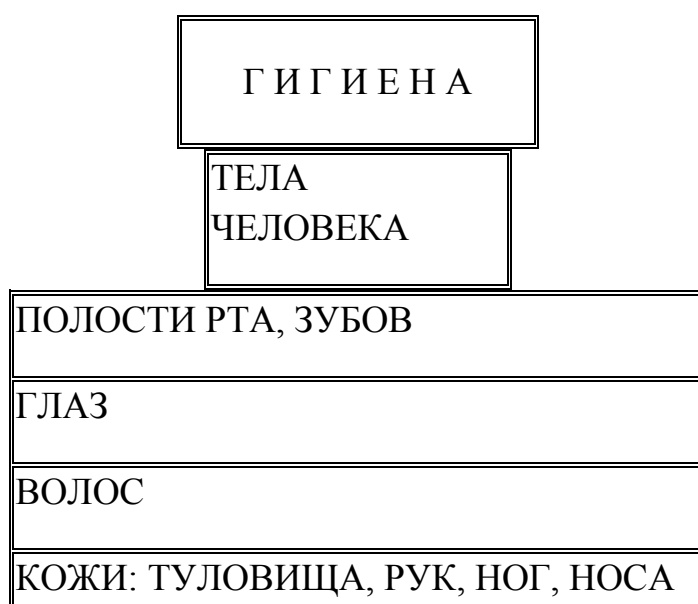 Г И Г И Е Н А
ТЕЛА
ЧЕЛОВЕКА
ПОЛОСТИ РТА, ЗУБОВ
ГЛАЗ
ВОЛОС
КОЖИ: ТУЛОВИЩА, РУК, НОГ, НОСА